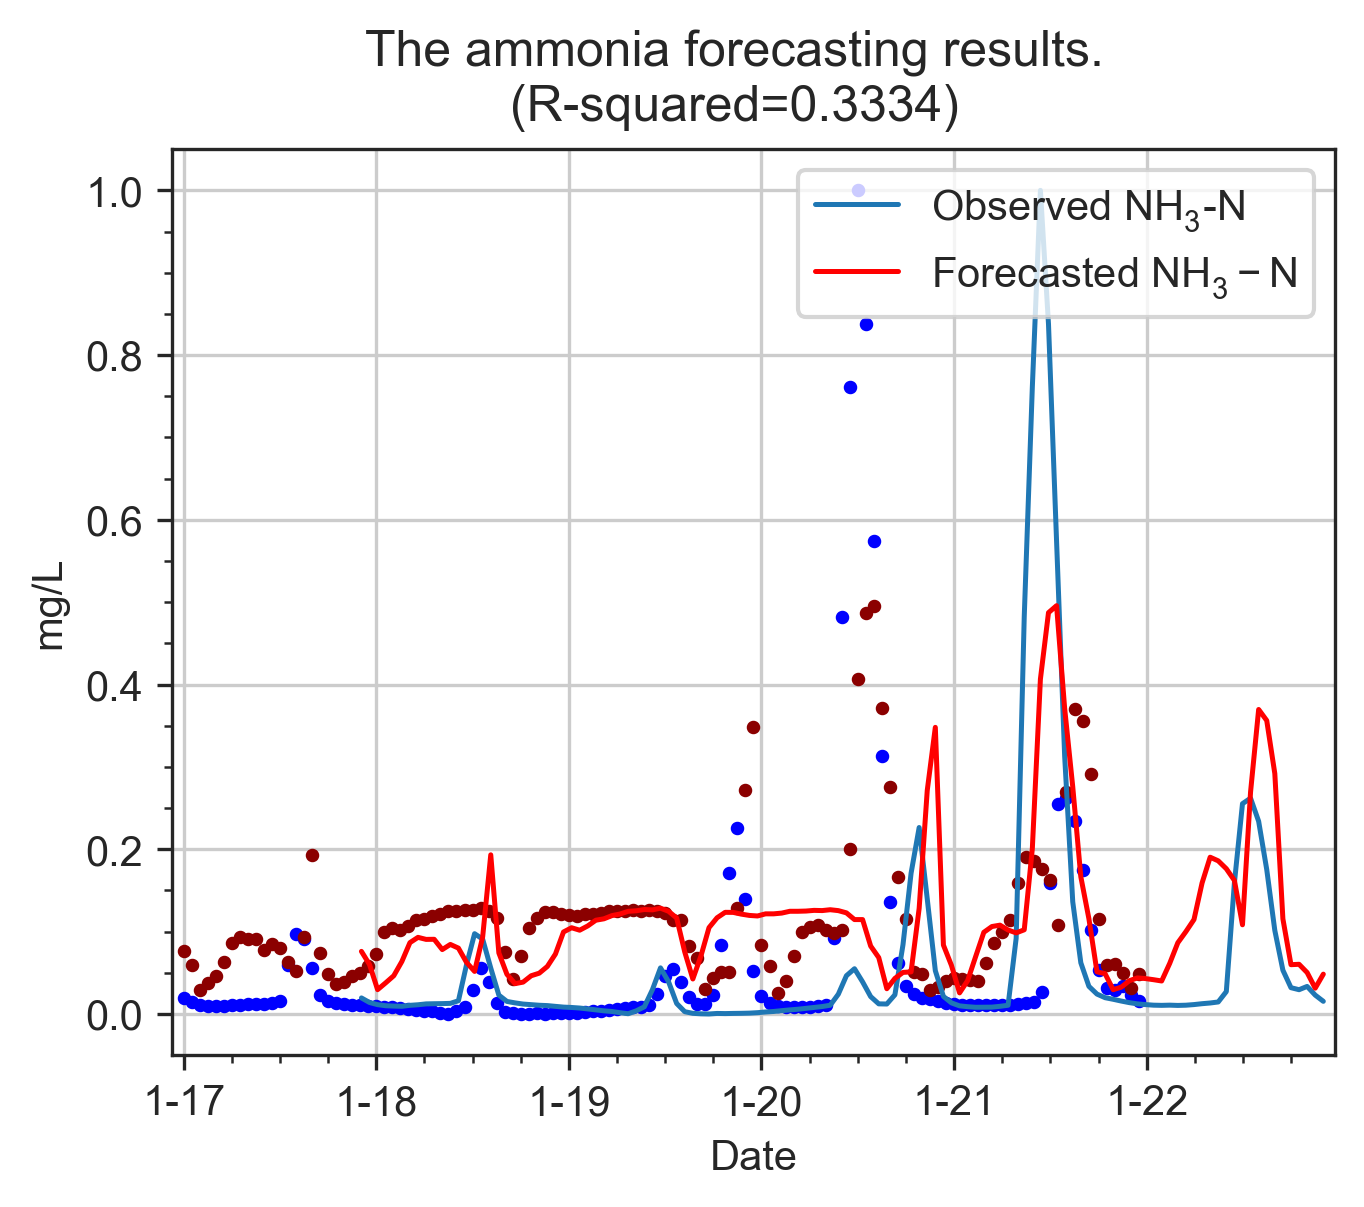 The ammonia forecasting results.
(R-squared=0.3334)
Observed NH₃-N
Forecasted NH₃ − N
1.0
0.8
0.6
0.4
0.2
0.0
mg/L
1-17 1-18 1-19 1-20 1-21 1-22
Date